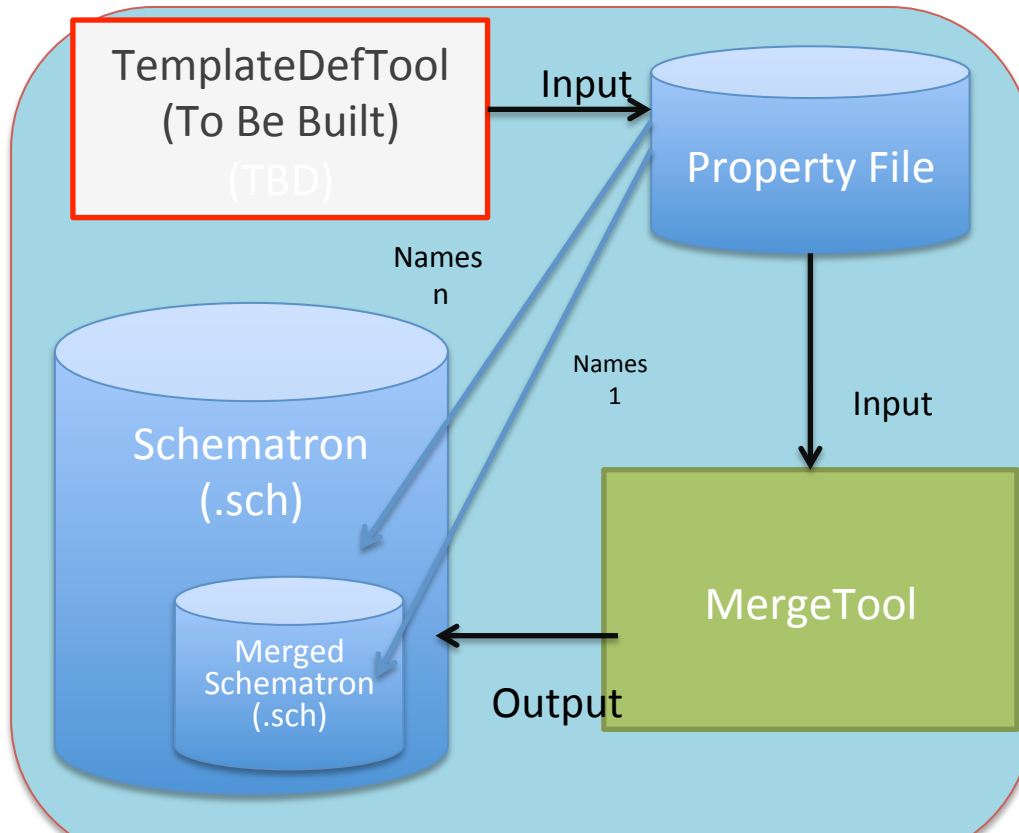 TemplateDefTool
(To Be Built)
(TBD)
Input
Property File
Names
n
Names
1
Input
Schematron
(.sch)
MergeTool
Merged
Schematron
(.sch)
Output